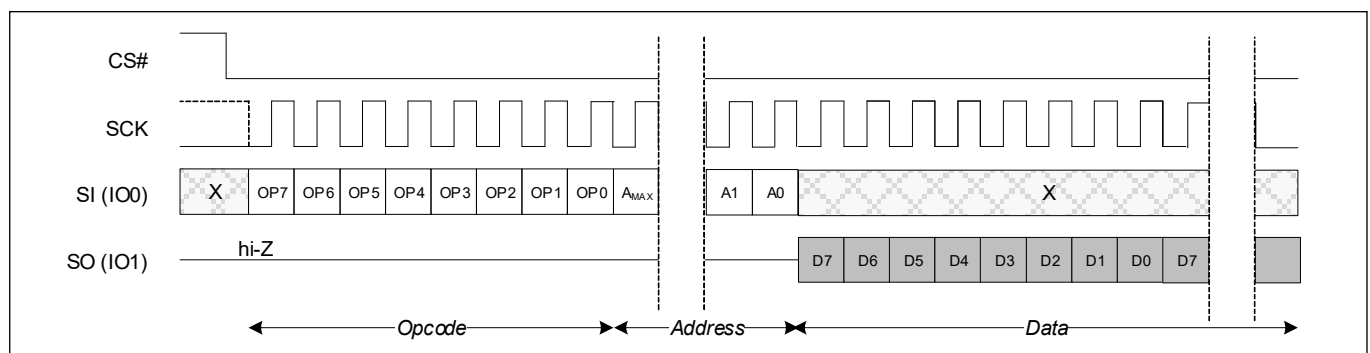 CS#
SCK
SI (IO0) X OP7 OP6 OP5 OP4 OP3 OP2 OP1 OP0 AMAX A1 A0 X
hi-Z
SO (IO1) D7 D6 D5 D4 D3 D2 D1 D0 D7
Opcode Address Data